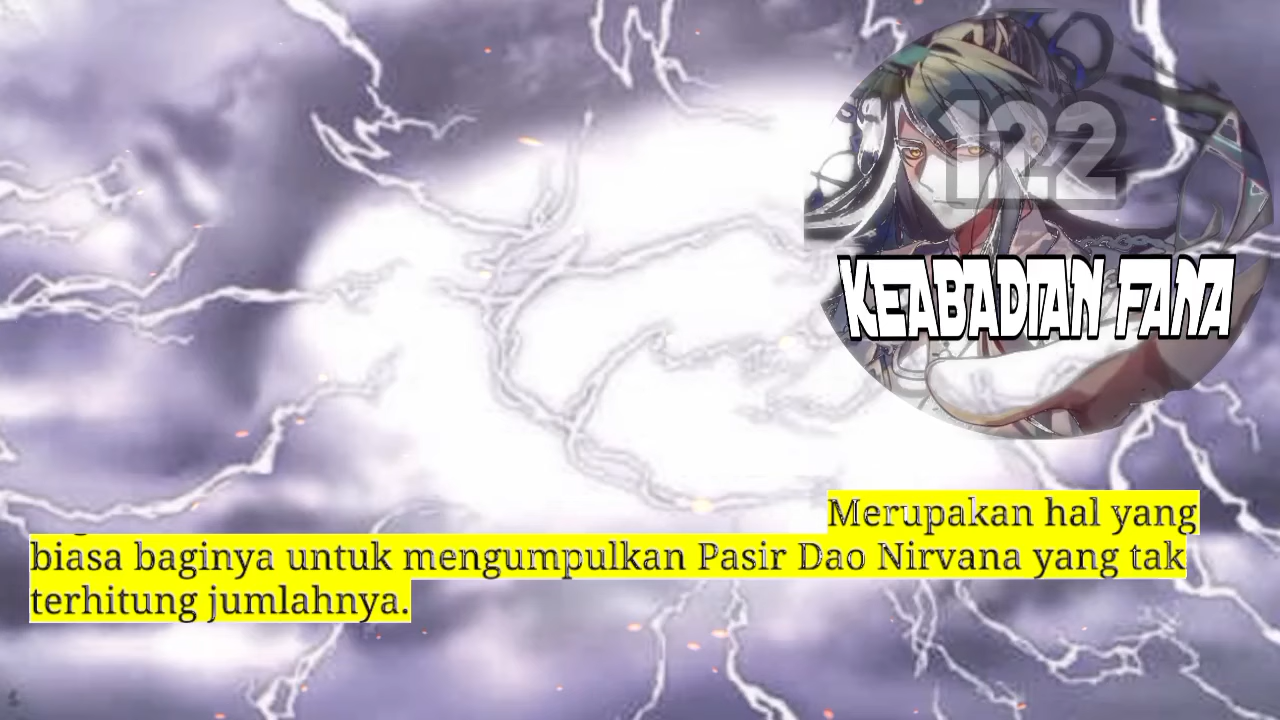 122
KEABADIAN FANA
Merupakan hal yang
biasa baginya untuk mengumpulkan Pasir Dao Nirvana yang tak
terhitung jumlahnya.